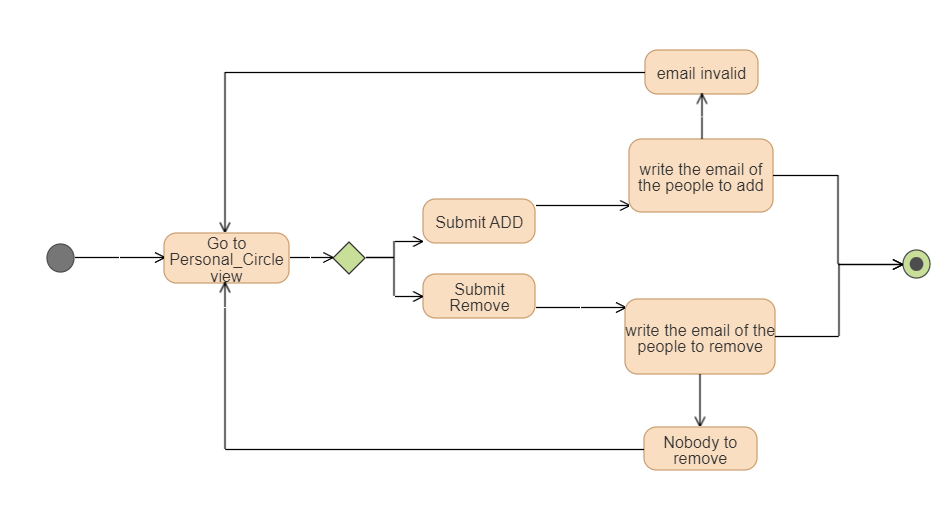 email invalid
write the email of
the people to add
Submit ADD
Go to
Personal_Circle
view
Submit
Remove
write the email of the
people to remove
Nobody to
remove